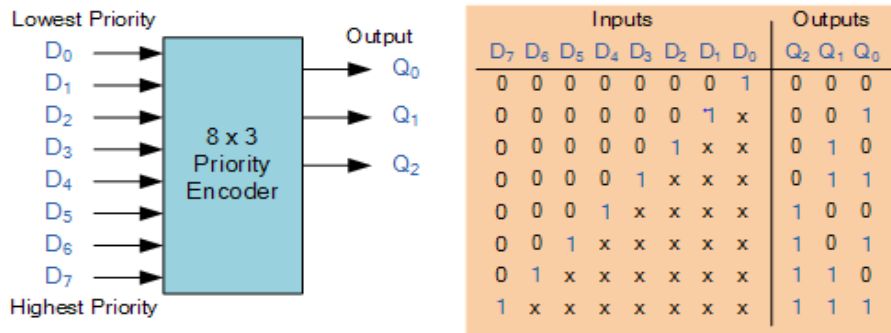 Lowest Priority
D₀
D₁
D₂
D₃
D₄
D₅
D₆
D₇
Highest Priority
8 x 3
Priority
Encoder
Output
Q₀
Q₁
Q₂
Inputs Outputs
D₇ D₆ D₅ D₄ D₃ D₂ D₁ D₀ Q₂ Q₁ Q₀
0 0 0 0 0 0 0 1 0 0 0
0 0 0 0 0 0 1 x 0 0 1
0 0 0 0 0 1 x x 0 1 0
0 0 0 0 1 x x x 0 1 1
0 0 0 1 x x x x 1 0 0
0 0 1 x x x x x 1 0 1
0 1 x x x x x x 1 1 0
1 x x x x x x x 1 1 1